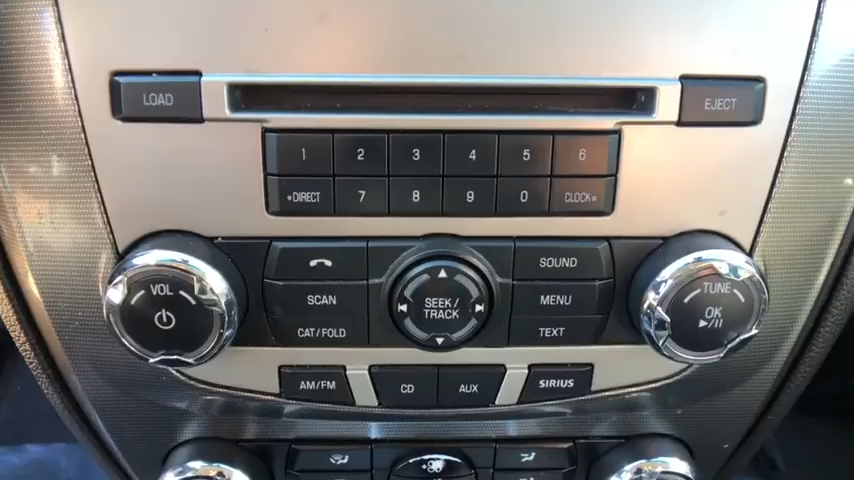 LOAD
EJECT
1 2 3 4 5 6
*DIRECT 7 8 9 0 CLOCK
VOL
SEEK/
TRACK
SOUND
TUNE
OK
SCAN
MENU
CAT/FOLD
TEXT
AM/FM
CD
AUX
SIRIUS